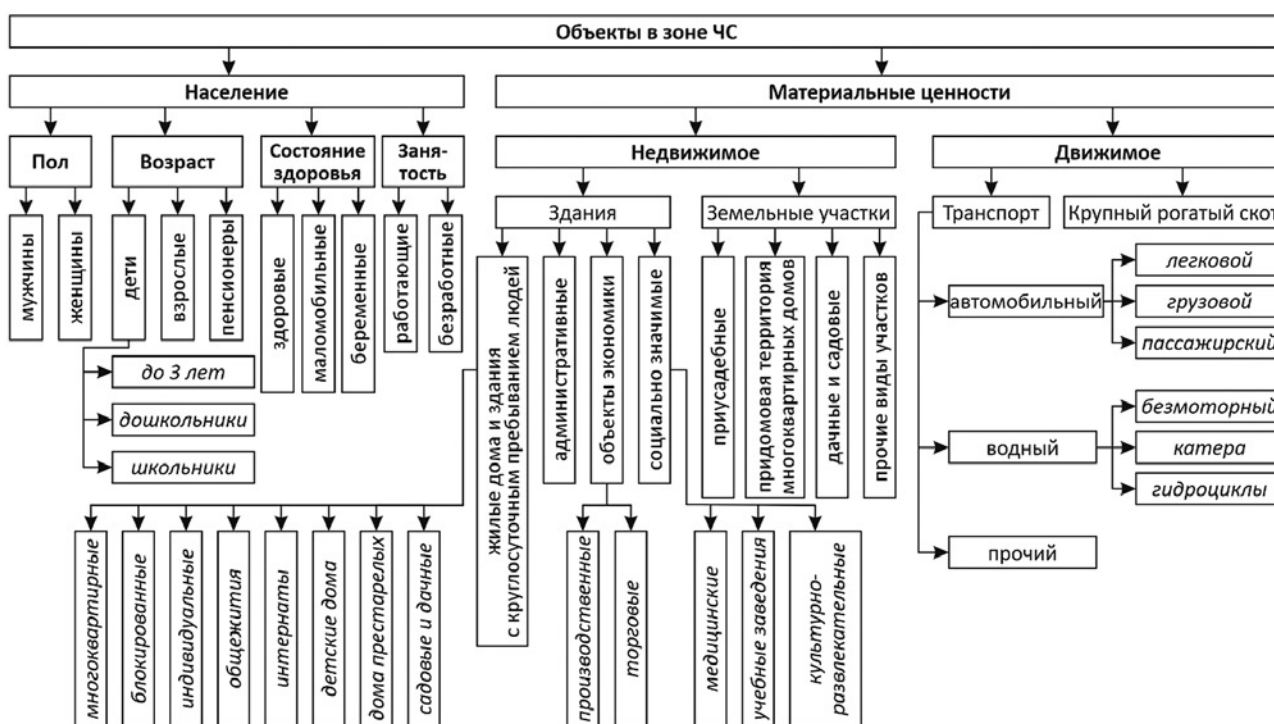 Объекты в зоне ЧС
Население
Материальные ценности
Пол
Возраст
Состояние
здоровья
Заня-
тость
Недвижимое
Движимое
мужчины
женщины
дети
взрослые
пенсионеры
здоровые
маломобильные
беременные
работающие
безработные
Здания
Земельные участки
Транспорт
Крупный рогатый скот
жилые дома и здания
с круглосуточным пребыванием людей
административные
объекты экономики
социально значимые
приусадебные
придомовая территория
многоквартирных домов
дачные и садовые
прочие виды участков
автомобильный
легковой
грузовой
пассажирский
до 3 лет
дошкольники
школьники
водный
безмоторный
катера
гидроциклы
прочий
многоквартирные
блокированные
индивидуальные
общежития
интернаты
детские дома
дома престарелых
садовые и дачные
производственные
торговые
медицинские
учебные заведения
культурно-
развлекательные